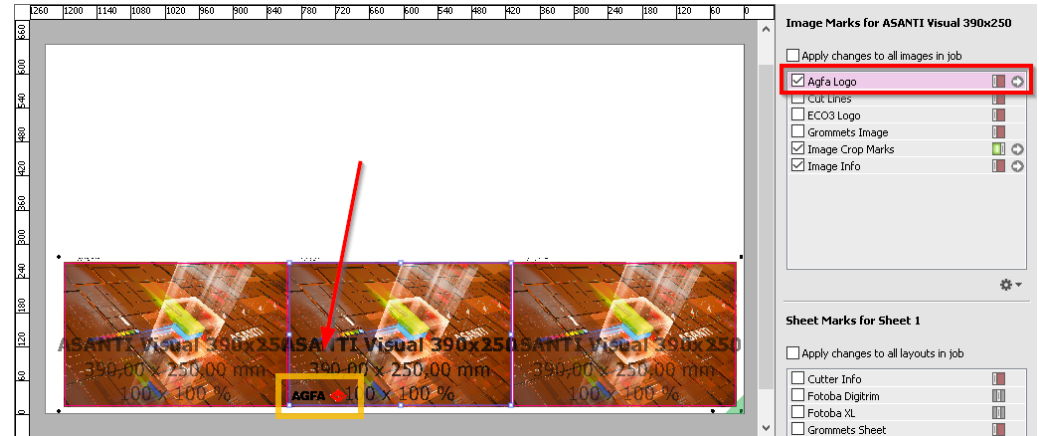 1260 1200 1140 1080 1020 960 900 840 780 720 660 600 540 480 420 360 300 240 180 120 60 0
660
600
540
480
420
360
300
240
180
120
60
0
ASANTI Visual 390x25 ASANTI Visual 390x250 SANTI Visual 390x250
390,00 x 250,00 mm 390,00 x 250,00 mm 390,00 x 250,00 mm
100 x 100 % AGFA 100 x 100 % 100 x 100 %
Image Marks for ASANTI Visual 390x250
Apply changes to all images in job
Agfa Logo
Cut Lines
ECO3 Logo
Grommets Image
Image Crop Marks
Image Info
Sheet Marks for Sheet 1
Apply changes to all layouts in job
Cutter Info
Fotoba Digitrim
Fotoba XL
Grommets Sheet